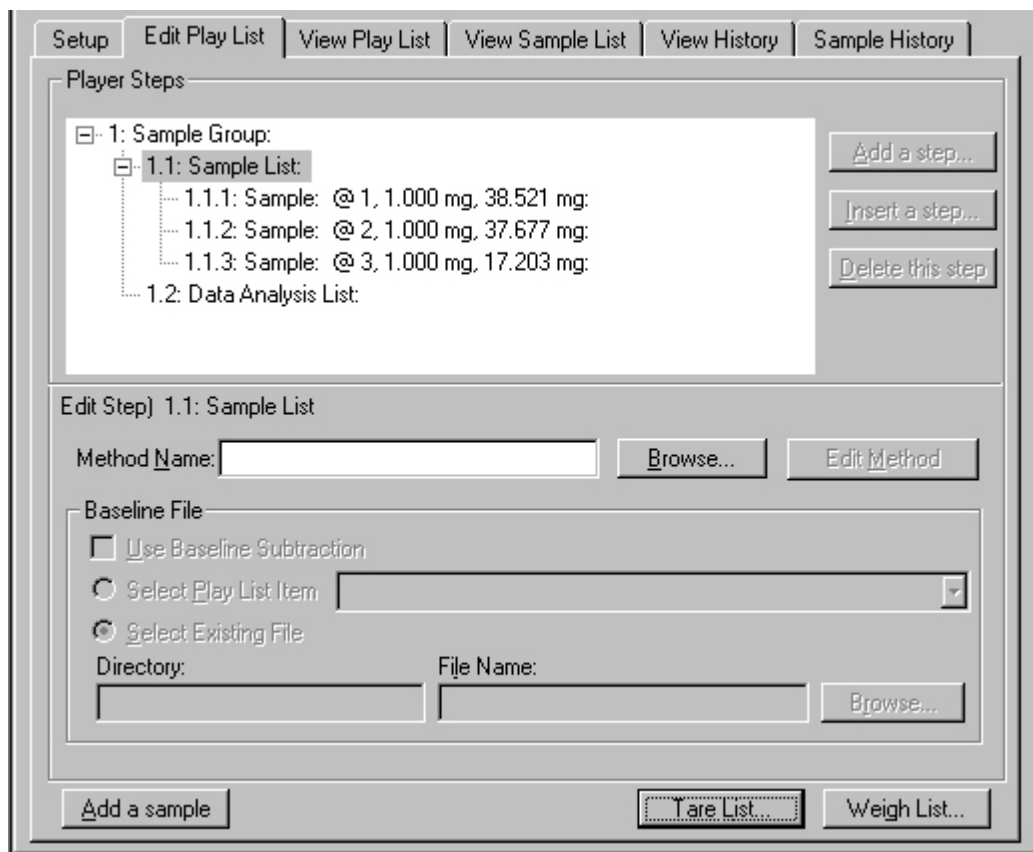 Setup Edit Play List View Play List View Sample List View History Sample History
Player Steps
1: Sample Group:
1.1: Sample List:
1.1.1: Sample: @ 1, 1.000 mg, 38.521 mg:
1.1.2: Sample: @ 2, 1.000 mg, 37.677 mg:
1.1.3: Sample: @ 3, 1.000 mg, 17.203 mg:
1.2: Data Analysis List:
Add a step...
Insert a step...
Delete this step
Edit Step) 1.1: Sample List
Method Name: Browse... Edit Method
Baseline File
Use Baseline Subtraction
Select Play List Item
Select Existing File
Directory: File Name:
Browse...
Add a sample Tare List... Weigh List...